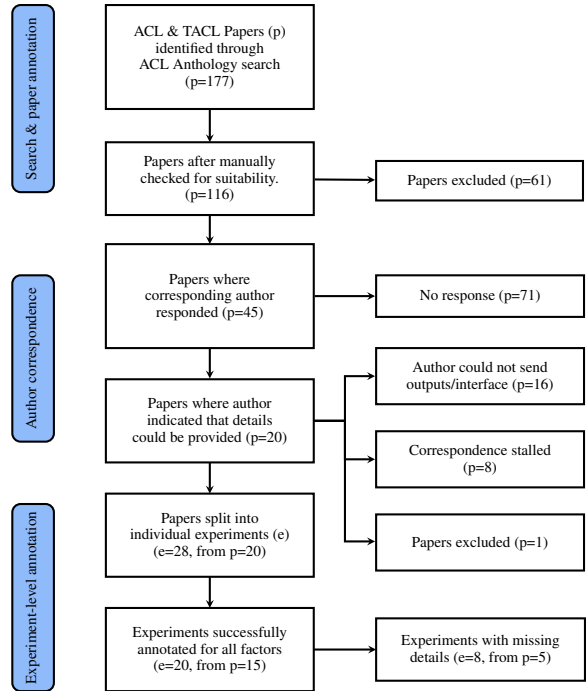 Search & paper annotation
ACL & TACL Papers (p)
identified through
ACL Anthology search
(p=177)
Papers after manually
checked for suitability.
(p=116)
Papers excluded (p=61)
Author correspondence
Papers where
corresponding author
responded (p=45)
No response (p=71)
Papers where author
indicated that details
could be provided (p=20)
Author could not send
outputs/interface (p=16)
Correspondence stalled
(p=8)
Papers excluded (p=1)
Experiment-level annotation
Papers split into
individual experiments (e)
(e=28, from p=20)
Experiments successfully
annotated for all factors
(e=20, from p=15)
Experiments with missing
details (e=8, from p=5)